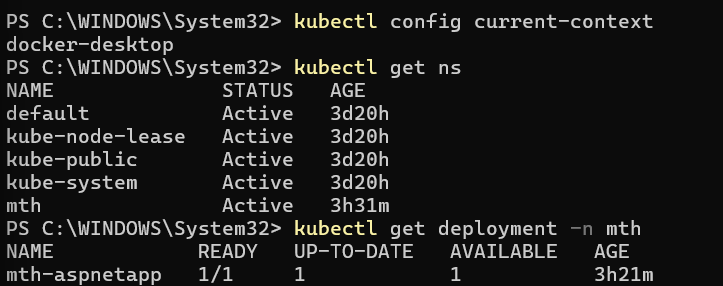 PS C:\WINDOWS\System32> kubectl config current-context
docker-desktop
PS C:\WINDOWS\System32> kubectl get ns
NAME              STATUS   AGE
default           Active   3d20h
kube-node-lease   Active   3d20h
kube-public       Active   3d20h
kube-system       Active   3d20h
mth               Active   3h31m
PS C:\WINDOWS\System32> kubectl get deployment -n mth
NAME            READY   UP-TO-DATE   AVAILABLE   AGE
mth-aspnetapp   1/1     1            1           3h21m